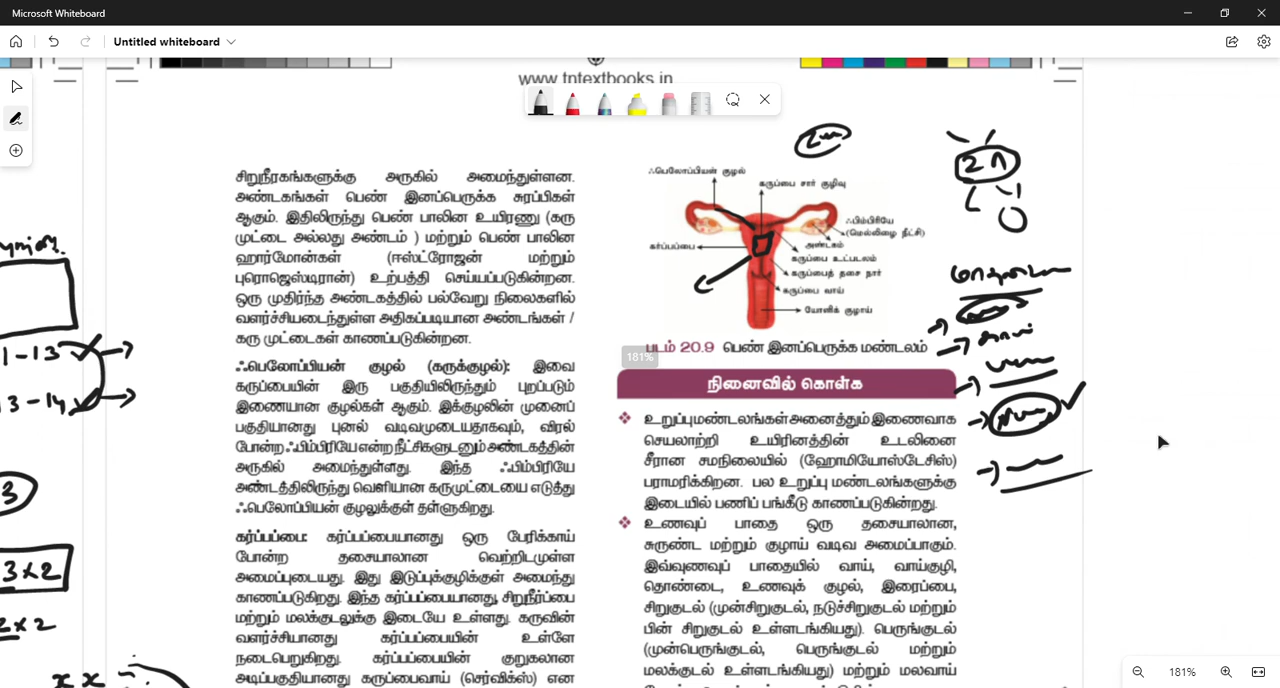 Microsoft Whiteboard
Untitled whiteboard
www.tntextbooks.in
சிறுநீரகங்களுக்கு அருகில் அமைந்துள்ளன.
அண்டகங்கள் பெண் இனப்பெருக்க சுரப்பிகள்
ஆகும். இதிலிருந்து பெண் பாலின உயிரணு (கரு
முட்டை அல்லது அண்டம் ) மற்றும் பெண் பாலின
ஹார்மோன்கள் (ஈஸ்ட்ரோஜன் மற்றும்
புரொஜெஸ்டிரான்) உற்பத்தி செய்யப்படுகின்றன.
ஒரு முதிர்ந்த அண்டகத்தில் பல்வேறு நிலைகளில்
வளர்ச்சியடைந்துள்ள அதிகப்படியான அண்டங்கள் /
கரு முட்டைகள் காணப்படுகின்றன.
ஃபெலோப்பியன் குழல் (கருக்குழல்): இவை
கருப்பையின் இரு பகுதியிலிருந்தும் புறப்படும்
இணையான குழல்கள் ஆகும். இக்குழலின் முனைப்
பகுதியானது புனல் வடிவமுடையதாகவும், விரல்
போன்ற ஃபிம்பிரியே என்ற நீட்சிகளுடனும் அண்டகத்தின்
அருகில் அமைந்துள்ளது. இந்த ஃபிம்பிரியே
அண்டத்திலிருந்து வெளியான கருமுட்டையை எடுத்து
ஃபெலோப்பியன் குழலுக்குள் தள்ளுகிறது.
கர்ப்பப்பை: கர்ப்பப்பையானது ஒரு பேரிக்காய்
போன்ற தசையாலான வெற்றிடமுள்ள
அமைப்புடையது. இது இடுப்புக்குழிக்குள் அமைந்து
காணப்படுகிறது. இந்த கர்ப்பப்பையானது, சிறுநீர்ப்பை
மற்றும் மலக்குடலுக்கு இடையே உள்ளது. கருவின்
வளர்ச்சியானது கர்ப்பப்பையின் உள்ளே
நடைபெறுகிறது. கர்ப்பப்பையின் குறுகலான
அடிப்பகுதியானது கருப்பைவாய் (செர்விக்ஸ்) என
ஃபெலோப்பியன் குழல்
கருப்பை சார் குழிவு
ஃபிம்பிரியே
(மெல்லிழை நீட்சி)
அண்டகம்
கர்ப்பப்பை
கருப்பை உட்படலம்
கருப்பைத் தசை நார்
கருப்பை வாய்
யோனிக் குழாய்
படம் 20.9 பெண் இனப்பெருக்க மண்டலம்
181%
நினைவில் கொள்க
❖ உறுப்பு மண்டலங்கள் அனைத்தும் இணைவாக
செயலாற்றி உயிரினத்தின் உடலினை
சீரான சமநிலையில் (ஹோமியோஸ்டேசிஸ்)
பராமரிக்கின்றன. பல உறுப்பு மண்டலங்களுக்கு
இடையில் பணிப் பங்கீடு காணப்படுகின்றது.
❖ உணவுப் பாதை ஒரு தசையாலான,
சுருண்ட மற்றும் குழாய் வடிவ அமைப்பாகும்.
இவ்வுணவுப் பாதையில் வாய், வாய்குழி,
தொண்டை, உணவுக் குழல், இரைப்பை,
சிறுகுடல் (முன்சிறுகுடல், நடுச்சிறுகுடல் மற்றும்
பின் சிறுகுடல் உள்ளடங்கியது). பெருங்குடல்
(முன்பெருங்குடல், பெருங்குடல் மற்றும்
மலக்குடல் உள்ளடங்கியது) மற்றும் மலவாய்
1-13
3-14
3
3x2
2x2
xx
181%